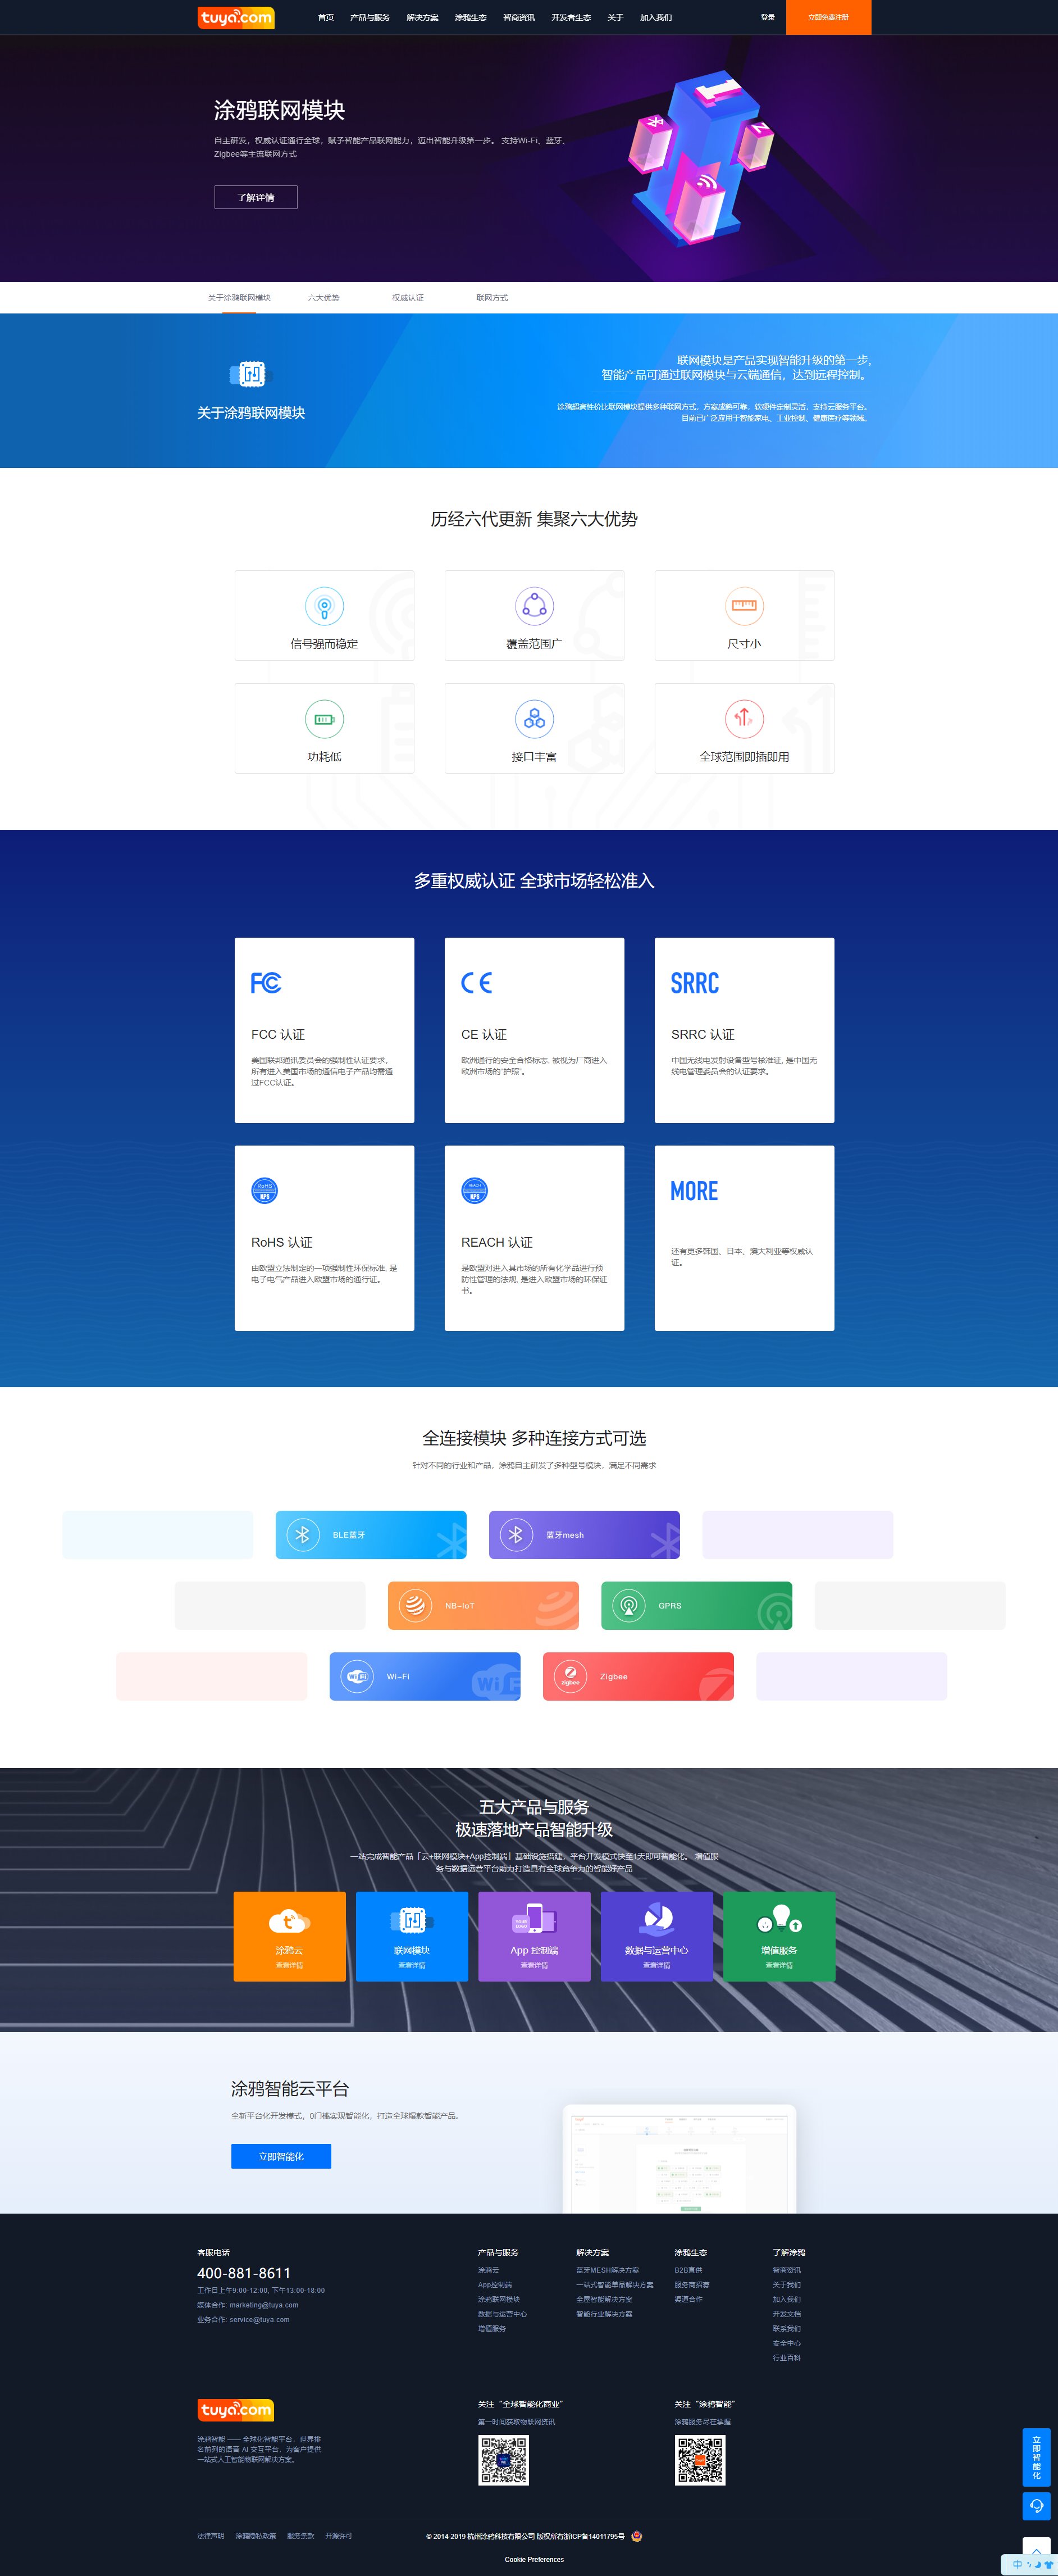 tuya.com 首页 产品与服务 解决方案 涂鸦生态 智商资讯 开发者生态 关于 加入我们 登录 立即免费注册
涂鸦联网模块
自主研发，权威认证通行全球，赋予智能产品联网能力，迈出智能升级第一步。 支持Wi-Fi、蓝牙、
Zigbee等主流联网方式
了解详情
关于涂鸦联网模块 六大优势 权威认证 联网方式
联网模块是产品实现智能升级的第一步，
智能产品可通过联网模块与云端通信，达到远程控制。
关于涂鸦联网模块
涂鸦超高性价比联网模块提供多种联网方式，方案成熟可靠，软硬件定制灵活，支持云服务平台。
目前已广泛应用于智能家电、工业控制、健康医疗等领域。
历经六代更新 集聚六大优势
信号强而稳定 覆盖范围广 尺寸小
功耗低 接口丰富 全球范围即插即用
多重权威认证 全球市场轻松准入
FC CE SRRC
FCC 认证 CE 认证 SRRC 认证
美国联邦通讯委员会的强制性认证要求，
所有进入美国市场的通信电子产品均需通
过FCC认证。
欧洲通行的安全合格标志, 被视为厂商进入
欧洲市场的“护照”。
中国无线电发射设备型号核准证, 是中国无
线电管理委员会的认证要求。
RoHS NPS REACH NPS MORE
RoHS 认证 REACH 认证
由欧盟立法制定的一项强制性环保标准, 是
电子电气产品进入欧盟市场的通行证。
是欧盟对进入其市场的所有化学品进行预
防性管理的法规, 是进入欧盟市场的环保证
书。
还有更多韩国、日本、澳大利亚等权威认
证。
全连接模块 多种连接方式可选
针对不同的行业和产品，涂鸦自主研发了多种型号模块，满足不同需求
BLE蓝牙 蓝牙mesh
NB-IoT GPRS
WiFi Wi-Fi zigbee Zigbee
五大产品与服务
极速落地产品智能升级
一站完成智能产品「云+联网模块+App控制端」基础设施搭建，平台开发模式快至1天即可智能化。 增值服
务与数据运营平台助力打造具有全球竞争力的智能好产品
YOUR LOGO
涂鸦云 联网模块 App 控制端 数据与运营中心 增值服务
查看详情 查看详情 查看详情 查看详情 查看详情
涂鸦智能云平台
全新平台化开发模式，0门槛实现智能化，打造全球爆款智能产品。
立即智能化
客服电话
400-881-8611
工作日上午9:00-12:00, 下午13:00-18:00
媒体合作: marketing@tuya.com
业务合作: service@tuya.com
产品与服务
涂鸦云
App控制端
涂鸦联网模块
数据与运营中心
增值服务
解决方案
蓝牙MESH解决方案
一站式智能单品解决方案
全屋智能解决方案
智能行业解决方案
涂鸦生态
B2B直供
服务商招募
渠道合作
了解涂鸦
智商资讯
关于我们
加入我们
开发文档
联系我们
安全中心
行业百科
tuya.com
涂鸦智能 —— 全球化智能平台，世界排
名前列的语音 AI 交互平台，为客户提供
一站式人工智能物联网解决方案。
关注“全球智能化商业”
第一时间获取物联网资讯
关注“涂鸦智能”
涂鸦服务尽在掌握
立即智能化
法律声明 涂鸦隐私政策 服务条款 开源许可 © 2014-2019 杭州涂鸦科技有限公司 版权所有浙ICP备14011795号
Cookie Preferences
中